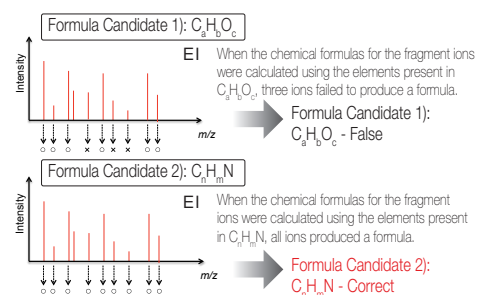 Formula Candidate 1): CaHbOc
Intensity
EI
When the chemical formulas for the fragment ions
were calculated using the elements present in
CaHbOc, three ions failed to produce a formula.
m/z
Formula Candidate 1):
CaHbOc - False
Formula Candidate 2): CnHmN
Intensity
EI
When the chemical formulas for the fragment
ions were calculated using the elements present
in CnHmN, all ions produced a formula.
m/z
Formula Candidate 2):
CnHmN - Correct